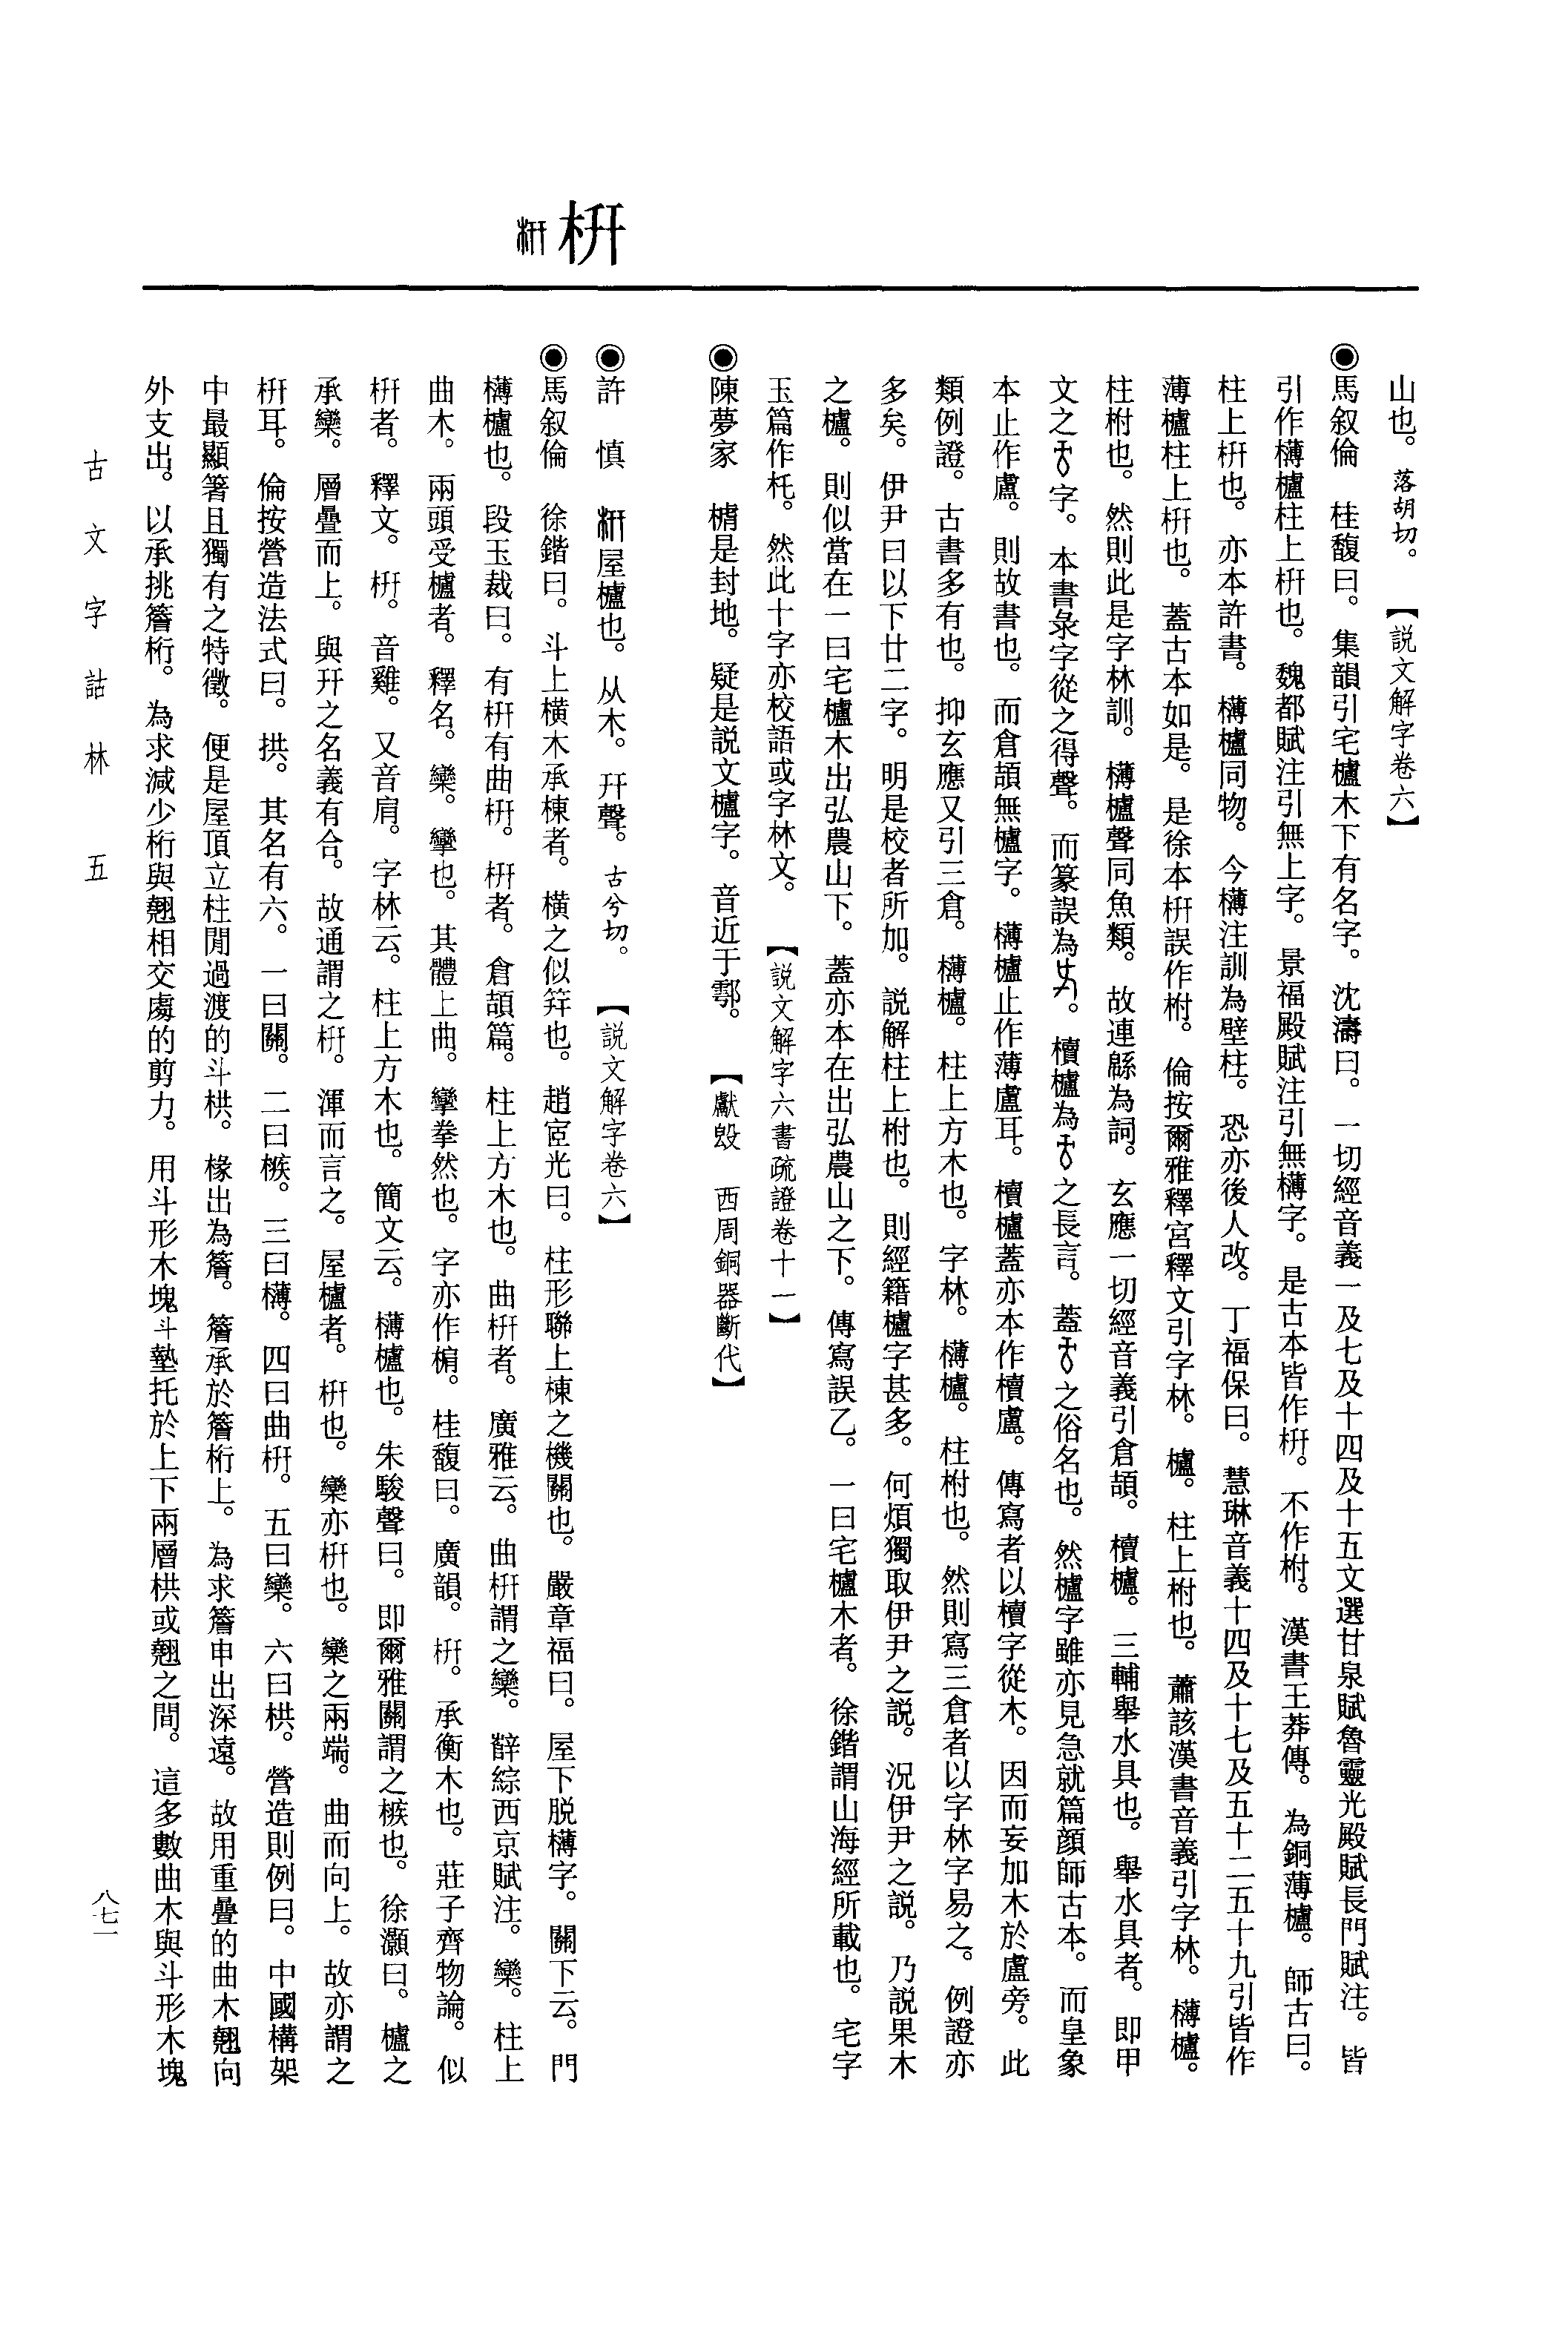 枅
山也。落胡切。【説文解字卷六】
◉馬叙倫　桂馥曰。集韻引宅櫨木下有名字。沈濤曰。一切經音義一及七及十四及十五文選甘泉賦魯靈光殿賦長門賦注。皆
引作欂櫨柱上枅也。魏都賦注引無上字。景福殿賦注引無欂字。是古本皆作枅。不作柎。漢書王莽傳。為銅薄櫨。師古曰。
柱上枅也。亦本許書。欂櫨同物。今欂注訓為壁柱。恐亦後人改。丁福保曰。慧琳音義十四及十七及五十二五十九引皆作
薄櫨柱上枅也。蓋古本如是。是徐本枅誤作柎。倫按爾雅釋宮釋文引字林。櫨。柱上柎也。蕭該漢書音義引字林。欂櫨。
柱柎也。然則此是字林訓。欂櫨聲同魚類。故連緜為詞。玄應一切經音義引倉頡。櫝櫨。三輔舉水具也。舉水具者。即甲
文之字。本書彔字從之得聲。而篆誤為。櫝櫨為之長言。蓋之俗名也。然櫨字雖亦見急就篇顔師古本。而皇象
本止作盧。則故書也。而倉頡無櫨字。欂櫨止作薄盧耳。櫝櫨蓋亦本作櫝盧。傳寫者以櫝字從木。因而妄加木於盧旁。此
類例證。古書多有也。抑玄應又引三倉。欂櫨。柱上方木也。字林。欂櫨。柱柎也。然則寫三倉者以字林字易之。例證亦
多矣。伊尹曰以下廿二字。明是校者所加。説解柱上柎也。則經籍櫨字甚多。何煩獨取伊尹之説。況伊尹之説。乃説果木
之櫨。則似當在一曰宅櫨木出弘農山下。蓋亦本在出弘農山之下。傳寫誤乙。一曰宅櫨木者。徐鍇謂山海經所載也。宅字
玉篇作杔。然此十字亦校語或字林文。【説文解字六書疏證卷十一】
◉陳夢家　楕是封地。疑是説文櫨字。音近于鄠。【獻𣪘　西周銅器斷代】
◉許　慎　屋櫨也。从木。幵聲。古兮切。【説文解字卷六】
◉馬叙倫　徐鍇曰。斗上横木承棟者。横之似笄也。趙宧光曰。柱形聯上棟之機關也。嚴章福曰。屋下脱欂字。關下云。門
欂櫨也。段玉裁曰。有枅有曲枅。枅者。倉頡篇。柱上方木也。曲枅者。廣雅云。曲枅謂之欒。薛綜西京賦注。欒。柱上
曲木。兩頭受櫨者。釋名。欒。攣也。其體上曲。攣拳然也。字亦作槅。桂馥曰。廣韻。枅。承衡木也。莊子齊物論。似
枅者。釋文。枅。音雞。又音肩。字林云。柱上方木也。簡文云。欂櫨也。朱駿聲曰。即爾雅關謂之槉也。徐灝曰。櫨之
承欒。層疊而上。與幵之名義有合。故通謂之枅。渾而言之。屋櫨者。枅也。欒亦枅也。欒之兩端。曲而向上。故亦謂之
枅耳。倫按營造法式曰。拱。其名有六。一曰關。二曰槉。三曰欂。四曰曲枅。五曰欒。六曰栱。營造則例曰。中國構架
中最顯箸且獨有之特徵。便是屋頂立柱閒過渡的斗栱。椽出為簷。簷承於簷桁上。為求簷申出深遠。故用重疊的曲木翹向
外支出。以承挑簷桁。為求減少桁與翹相交處的剪力。用斗形木塊斗墊托於上下兩層栱或翹之間。這多數曲木與斗形木塊
古文字詁林　五
八七一